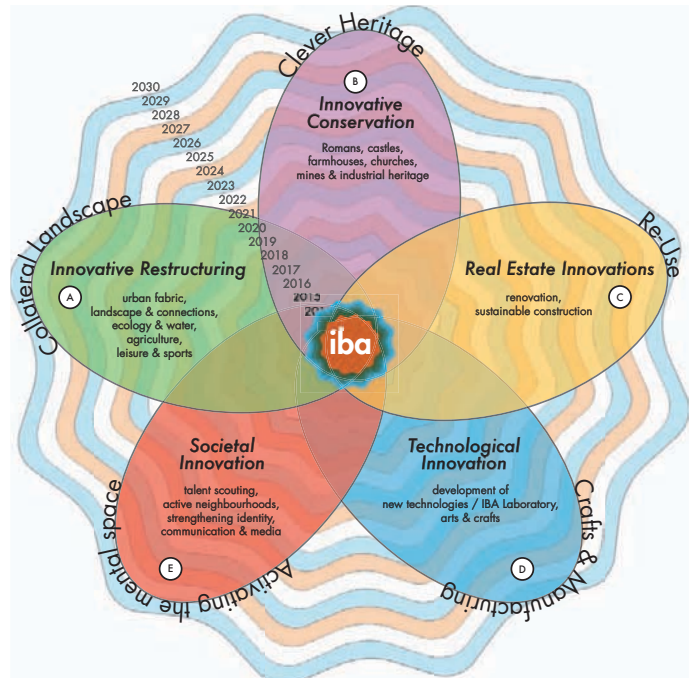 Clever Heritage
B
Innovative
Conservation
Romans, castles,
farmhouses, churches,
mines & industrial heritage
2030
2029
2028
2027
2026
2025
2024
2023
2022
2021
2020
2019
2018
2017
2016
2015
Collateral Landscape
Innovative Restructuring
A
urban fabric,
landscape & connections,
ecology & water,
agriculture,
leisure & sports
Re-Use
Real Estate Innovations
C
renovation,
sustainable construction
iba
Societal
Innovation
talent scouting,
active neighbourhoods,
strengthening identity,
communication & media
E
Activating the mental space
Technological
Innovation
development of
new technologies / IBA Laboratory,
arts & crafts
D
Crafts & Manufacturing